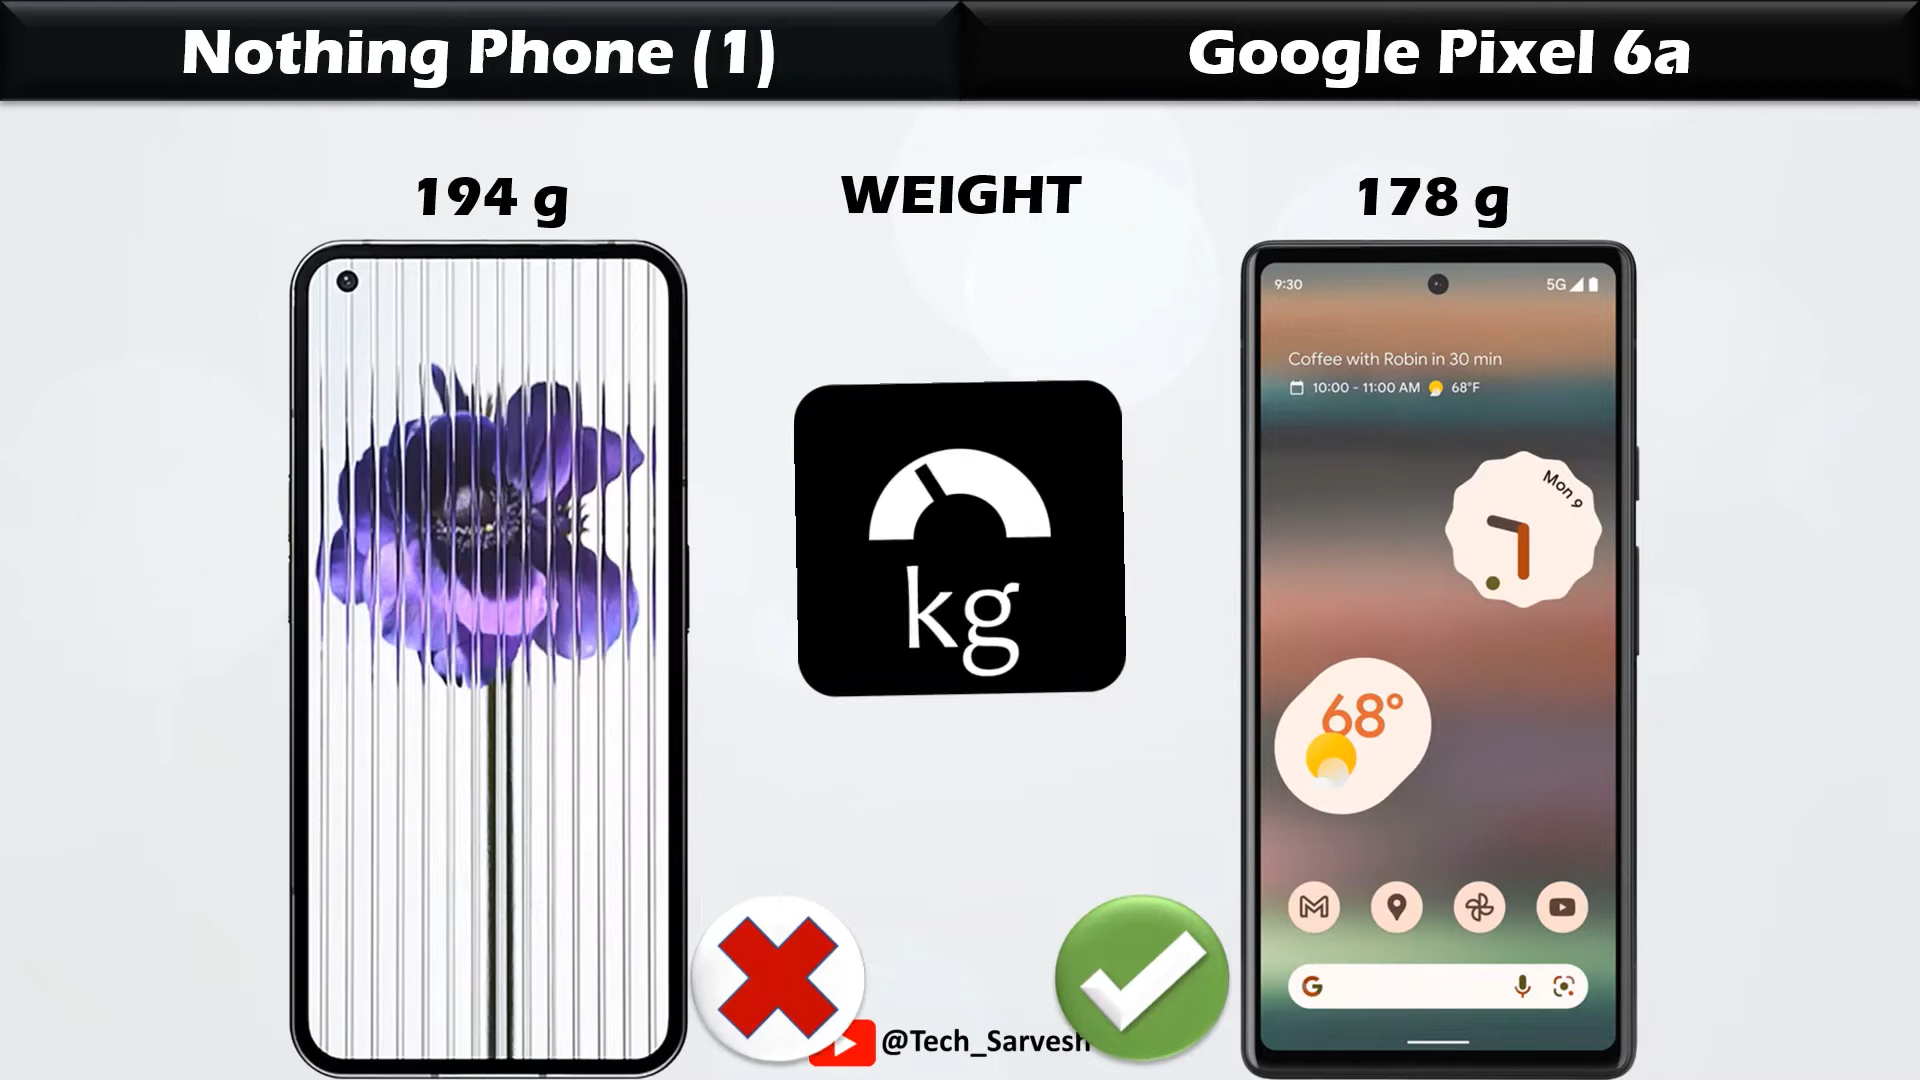 Nothing Phone (1)
Google Pixel 6a
194 g
WEIGHT
178 g
9:30
5G
Coffee with Robin in 30 min
10:00 - 11:00 AM
68°F
Mon 9
kg
68°
G
@Tech_Sarvesh